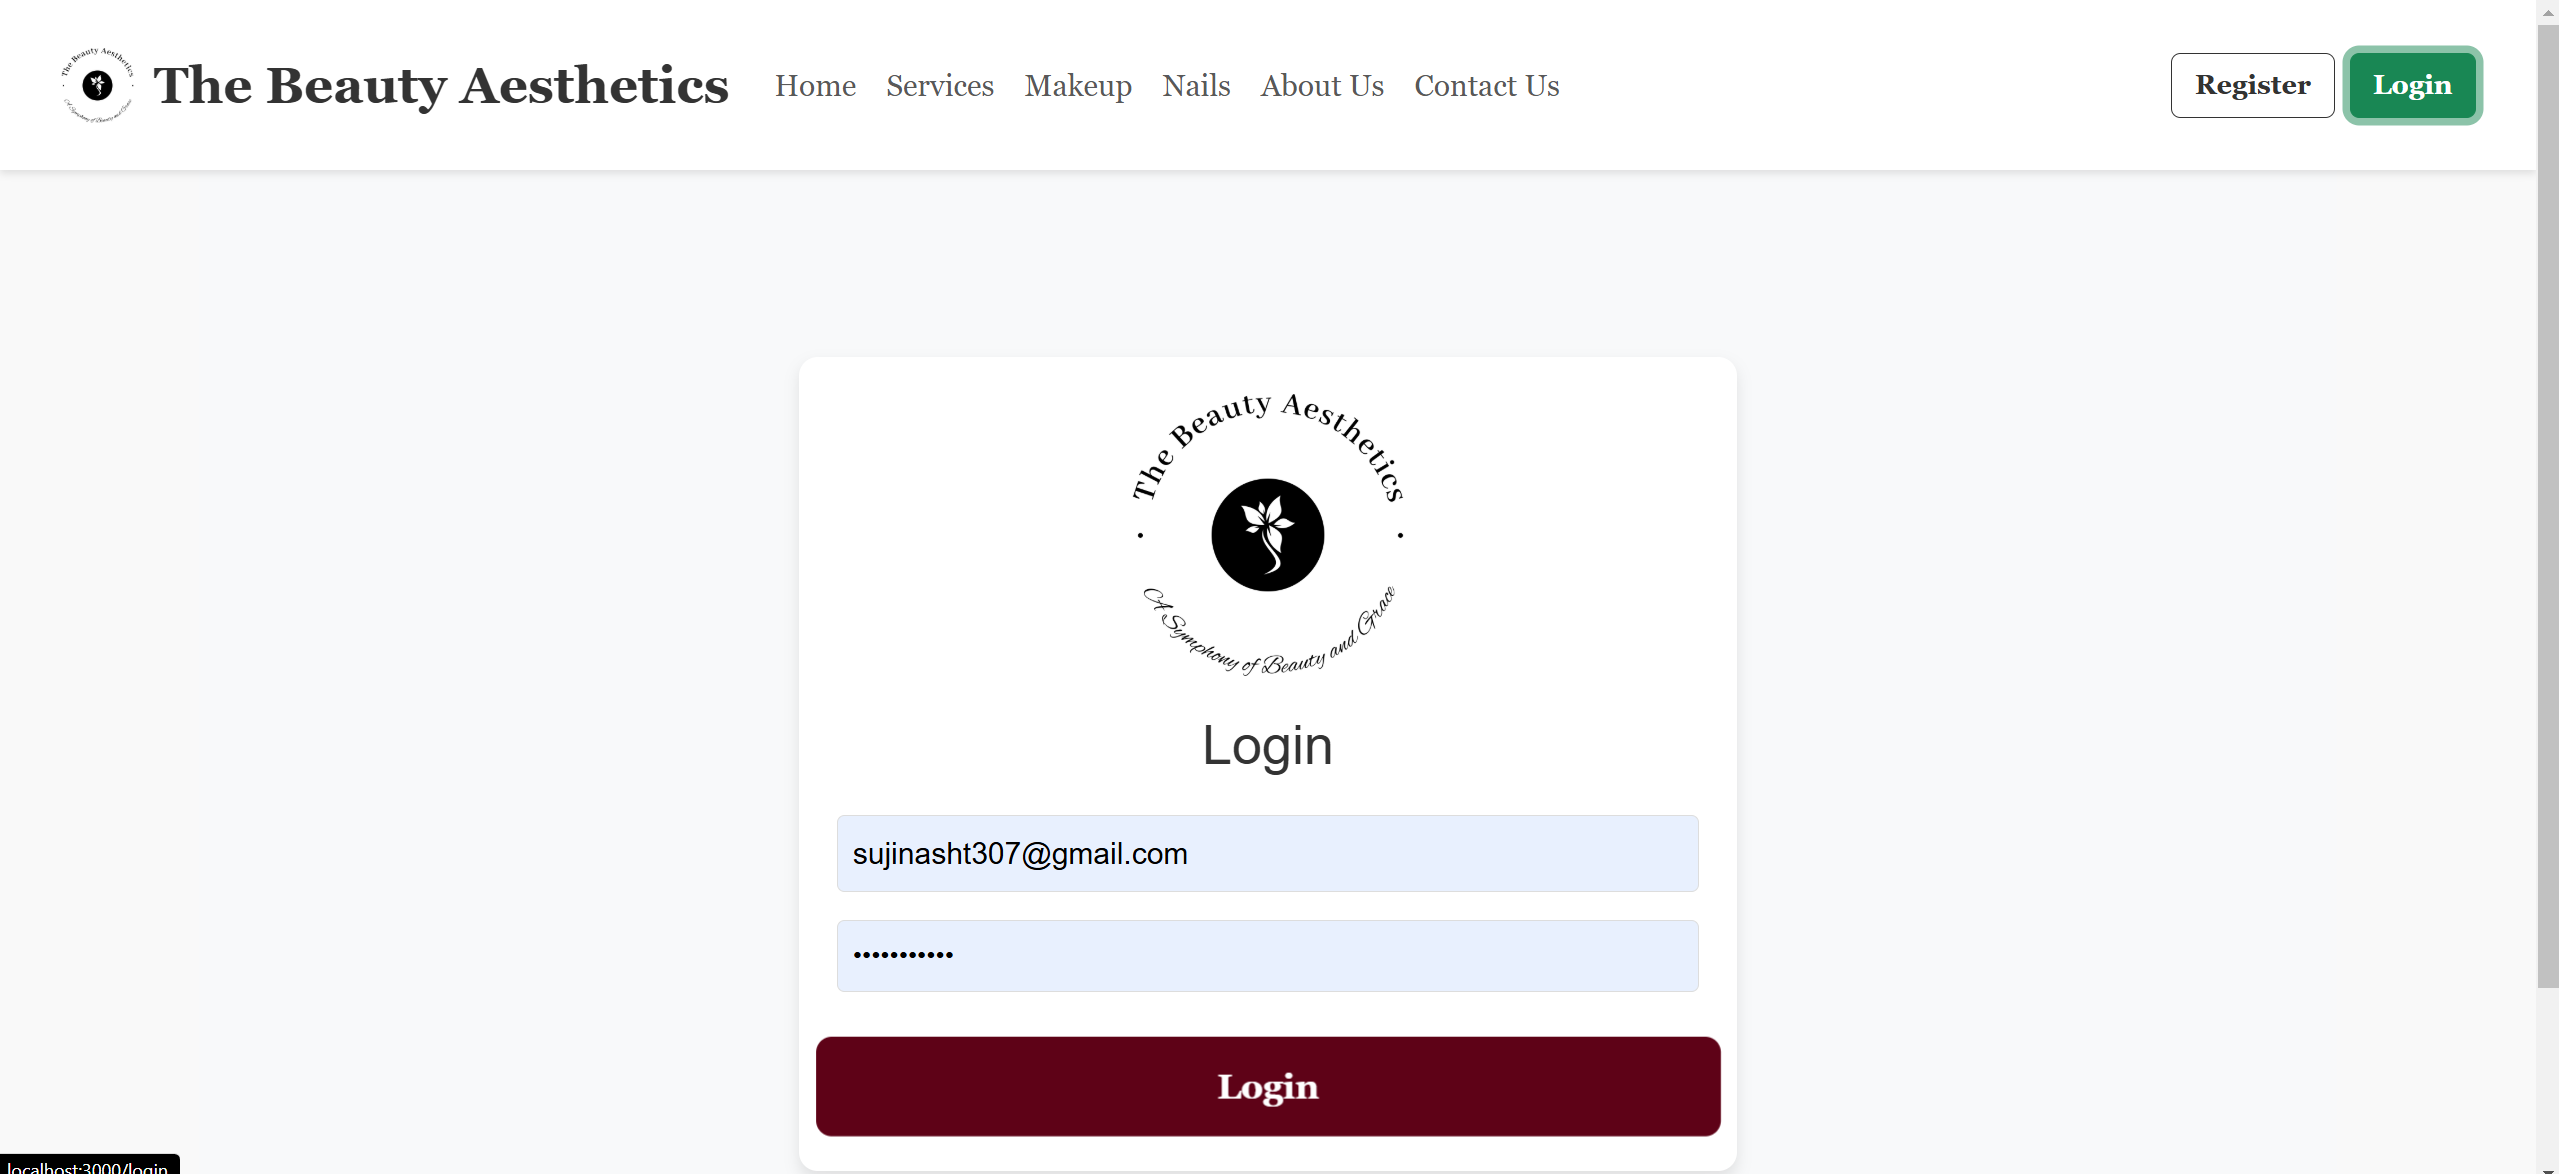 The Beauty Aesthetics
A Symphony of Beauty and Grace
The Beauty Aesthetics
Home
Services
Makeup
Nails
About Us
Contact Us
Register
Login
The Beauty Aesthetics
A Symphony of Beauty and Grace
Login
sujinasht307@gmail.com
•••••••••••
Login
localhost:3000/login